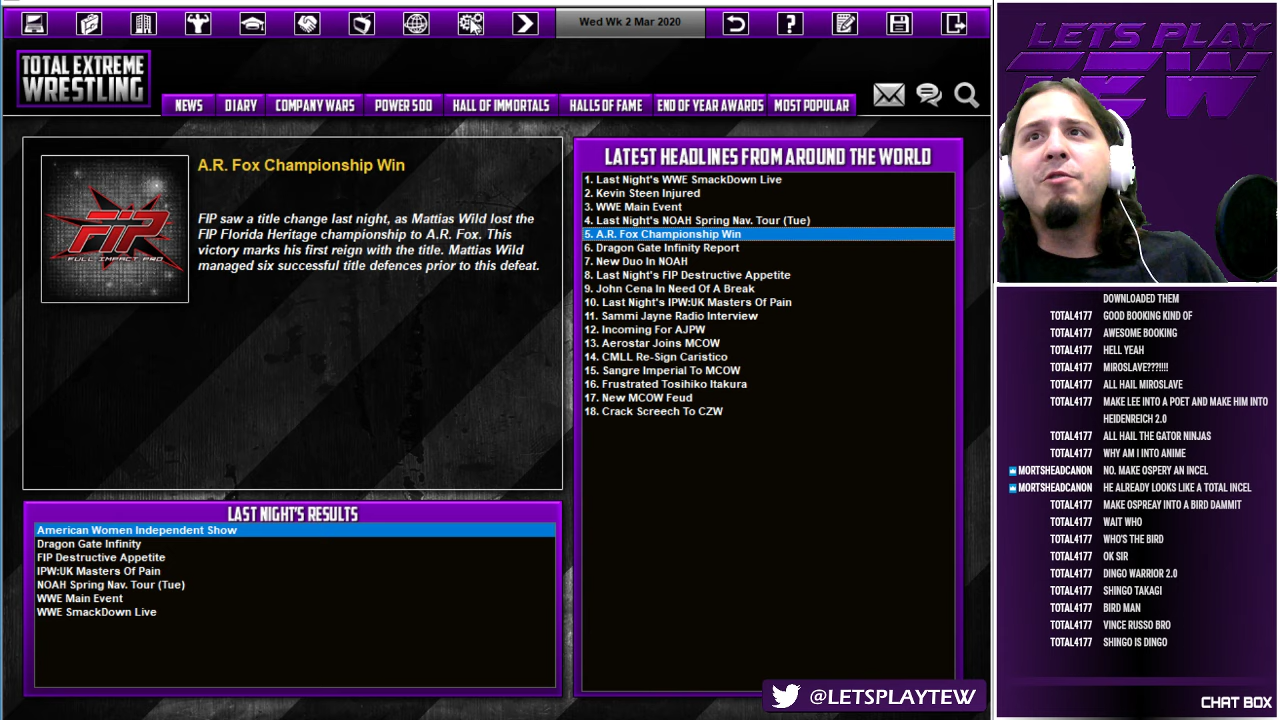 Wed Wk 2 Mar 2020
TOTAL EXTREME
WRESTLING
NEWS
DIARY
COMPANY WARS
POWER 500
HALL OF IMMORTALS
HALLS OF FAME
END OF YEAR AWARDS
MOST POPULAR
FIP
FULL IMPACT PRO
A.R. Fox Championship Win
FIP saw a title change last night, as Mattias Wild lost the
FIP Florida Heritage championship to A.R. Fox. This
victory marks his first reign with the title. Mattias Wild
managed six successful title defences prior to this defeat.
LAST NIGHT'S RESULTS
American Women Independent Show
Dragon Gate Infinity
FIP Destructive Appetite
IPW:UK Masters Of Pain
NOAH Spring Nav. Tour (Tue)
WWE Main Event
WWE SmackDown Live
LATEST HEADLINES FROM AROUND THE WORLD
1. Last Night's WWE SmackDown Live
2. Kevin Steen Injured
3. WWE Main Event
4. Last Night's NOAH Spring Nav. Tour (Tue)
5. A.R. Fox Championship Win
6. Dragon Gate Infinity Report
7. New Duo In NOAH
8. Last Night's FIP Destructive Appetite
9. John Cena In Need Of A Break
10. Last Night's IPW:UK Masters Of Pain
11. Sammi Jayne Radio Interview
12. Incoming For AJPW
13. Aerostar Joins MCOW
14. CMLL Re-Sign Caristico
15. Sangre Imperial To MCOW
16. Frustrated Tosihiko Itakura
17. New MCOW Feud
18. Crack Screech To CZW
@LETSPLAYTEW
LETS PLAY
TEW
DOWNLOADED THEM
TOTAL4177 GOOD BOOKING KIND OF
TOTAL4177 AWESOME BOOKING
TOTAL4177 HELL YEAH
TOTAL4177 MIROSLAVE???!!!!
TOTAL4177 ALL HAIL MIROSLAVE
TOTAL4177 MAKE LEE INTO A POET AND MAKE HIM INTO
HEIDENREICH 2.0
TOTAL4177 ALL HAIL THE GATOR NINJAS
TOTAL4177 WHY AM I INTO ANIME
MORTSHEADCANON NO. MAKE OSPERY AN INCEL
MORTSHEADCANON HE ALREADY LOOKS LIKE A TOTAL INCEL
TOTAL4177 MAKE OSPREAY INTO A BIRD DAMMIT
TOTAL4177 WAIT WHO
TOTAL4177 WHO'S THE BIRD
TOTAL4177 OK SIR
TOTAL4177 DINGO WARRIOR 2.0
TOTAL4177 SHINGO TAKAGI
TOTAL4177 BIRD MAN
TOTAL4177 VINCE RUSSO BRO
TOTAL4177 SHINGO IS DINGO
CHAT BOX